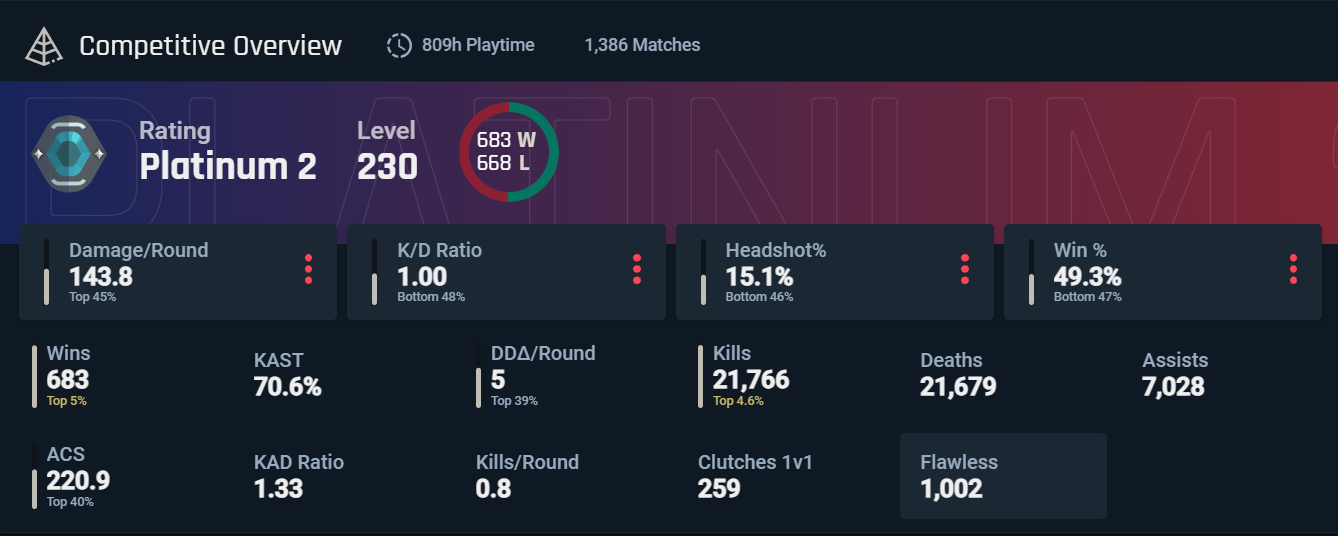 Competitive Overview 809h Playtime 1,386 Matches
PLATINUM
Rating
Platinum 2
Level
230
683 W
668 L
Damage/Round
143.8
Top 45%
K/D Ratio
1.00
Bottom 48%
Headshot%
15.1%
Bottom 46%
Win %
49.3%
Bottom 47%
Wins
683
Top 5%
KAST
70.6%
DDΔ/Round
5
Top 39%
Kills
21,766
Top 4.6%
Deaths
21,679
Assists
7,028
ACS
220.9
Top 40%
KAD Ratio
1.33
Kills/Round
0.8
Clutches 1v1
259
Flawless
1,002